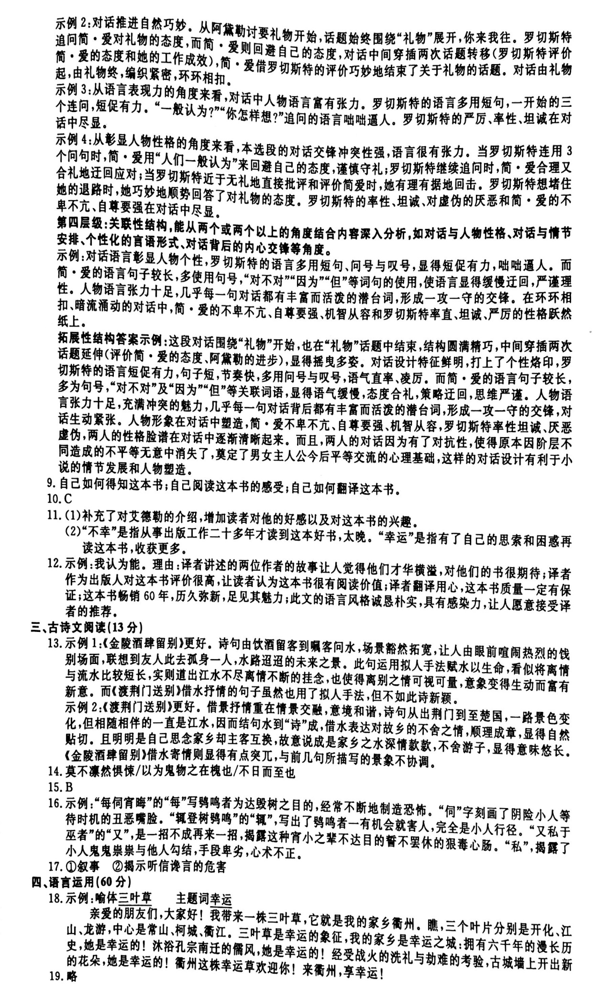 示例2:对话推进自然巧妙。从阿黛勒讨要礼物开始,话题始终围绕“礼物”展开,你来我往。罗切斯特
追问简·爱对礼物的态度,而简·爱则回避自己的态度,对话中间穿插两次话题转移(罗切斯特评价
简·爱的态度和她的工作成效),简·爱借罗切斯特的评价巧妙地结束了关于礼物的话题。对话由礼物
起,由礼物终,编织紧密,环环相扣。
示例3:从语言表现力的角度来看,对话中人物语言富有张力。罗切斯特的语言多用短句,一开始的三
个连问,短促有力。“一般认为?”“你怎样想?”追问的语言咄咄逼人。罗切斯特的严厉、率性、坦诚在对
话中尽显。
示例4:从彰显人物性格的角度来看,本选段的对话交锋冲突性强,语言很有张力。当罗切斯特连用3
个问句时,简·爱用“人们一般认为”来回避自己的态度,谨慎守礼;罗切斯特继续追问时,简·爱合理又
合礼地迂回应对;当罗切斯特近于无礼地直接批评和评价简爱时,她有理有据地回击。罗切斯特想堵住
她的退路时,她巧妙地顺势回答了对礼物的态度。罗切斯特的率性、坦诚、对虚伪的厌恶和简·爱的不
卑不亢、自尊要强在对话中尽显。
第四层级:关联性结构,能从两个或两个以上的角度结合内容深入分析,如对话与人物性格、对话与情节
安排、个性化的言语形式、对话背后的内心交锋等角度。
示例:对话语言彰显人物个性,罗切斯特的语言多用短句、问号与叹号,显得短促有力,咄咄逼人。而
简·爱的语言句子较长,多使用句号,“对不对”“因为”“但”等词句的使用,使语言显得缓慢迂回,严谨理
性。人物语言张力十足,几乎每一句对话都有丰富而活泼的潜台词,形成一攻一守的交锋。在环环相
扣、暗流涌动的对话中,简·爱的不卑不亢、自尊要强、机智从容和罗切斯特率直、坦诚、严厉的性格跃然
纸上。
拓展性结构答案示例:这段对话围绕“礼物”开始,也在“礼物”话题中结束,结构圆满精巧,中间穿插两次
话题延伸(评价简·爱的态度、阿黛勒的进步),显得摇曳多姿。对话设计特征鲜明,打上了个性烙印,罗
切斯特的语言短促有力,句子短,节奏快,多用问号与叹号,语气直率、凌厉。而简·爱的语言句子较长,
多为句号,“对不对”及“因为”“但”等关联词语,显得语气缓慢,态度合礼,策略迂回,思维严谨。人物语
言张力十足,充满冲突的魅力,几乎每一句对话背后都有丰富而活泼的潜台词,形成一攻一守的交锋,对
话生动紧张。人物形象在对话中塑造,简·爱不卑不亢、自尊要强、机智从容,罗切斯特率性坦诚、厌恶
虚伪,两人的性格脸谱在对话中逐渐清晰起来。而且,两人的对话因为有了对抗性,使得原本因阶层不
同造成的不平等无意中消失了,奠定了男女主人公今后平等交流的心理基础,这样的对话设计有利于小
说的情节发展和人物塑造。
9.自己如何得知这本书;自己阅读这本书的感受;自己如何翻译这本书。
10.C
11.(1)补充了对艾德勒的介绍,增加读者对他的好感以及对这本书的兴趣。
(2)“不幸”是指从事出版工作二十多年才读到这本好书,太晚。“幸运”是指有了自己的思索和困惑再
读这本书,收获更多。
12.示例:我认为能。理由:译者讲述的两位作者的故事让人觉得他们才华横溢,对他们的书很期待;译者
作为出版人对这本书评价很高,让读者认为这本书很有阅读价值;译者翻译用心,这本书质量一定有保
证;这本书畅销60年,历久弥新,足见其魅力;此文的语言风格诚恳朴实,具有感染力,让人愿意接受译
者的推荐。
三、古诗文阅读(13分)
13.示例1:《金陵酒肆留别》更好。诗句由饮酒留客到嘱客问水,场景豁然拓宽,让人由眼前喧闹热烈的饯
别场面,联想到友人此去孤身一人,水路迢迢的未来之景。此句运用拟人手法赋水以生命,看似将离情
与流水比较短长,实则道出江水不尽离情不断的挂念,也使得离别之情可视可量,意象变得生动而富有
新意。而《渡荆门送别》借水抒情的句子虽然也用了拟人手法,但不如此诗新颖。
示例2:《渡荆门送别》更好。借景抒情重在情景交融,意境和谐,诗句从出荆门到至楚国,一路景色变
化,但相随相伴的一直是江水,因而结句水到“诗”成,借水表达对故乡的不舍之情,顺理成章,显得自然
贴切。且明明是自己思念家乡却主客互换,故意说成是家乡之水深情款款,不舍游子,显得意味悠长。
《金陵酒肆留别》借水寄情则显得有点突兀,与前几句所描写的景象不协调。
14.莫不凛然惧悚/以为鬼物之在槐也/不日而至也
15.B
16.示例:“每伺宵晦”的“每”写鸮鸣者为达毁树之目的,经常不断地制造恐怖。“伺”字刻画了阴险小人等
待时机的丑恶嘴脸。“辄登树鸮鸣”的“辄”,写出了鸮鸣者一有机会就害人,完全是小人行径。“又私于
巫者”的“又”,是一招不成再来一招,揭露这种宵小之辈不达目的誓不罢休的狠毒心肠。“私”,揭露了
小人鬼鬼祟祟与他人勾结,手段卑劣,心术不正。
17.①叙事 ②揭示听信谗言的危害
四、语言运用(60分)
18.示例:喻体三叶草 主题词幸运
亲爱的朋友们,大家好!我带来一株三叶草,它就是我的家乡衢州。瞧,三个叶片分别是开化、江
山、龙游,中心是常山、柯城、衢江。三叶草是幸运的象征,我的家乡是幸运之城:拥有六千年的漫长历
史,她是幸运的!沐浴孔宗南迁的儒风,她是幸运的!经受战火的洗礼与劫难的考验,古城墙上开出新
的花朵,她是幸运的!衢州这株幸运草欢迎你!来衢州,享幸运!
19.略